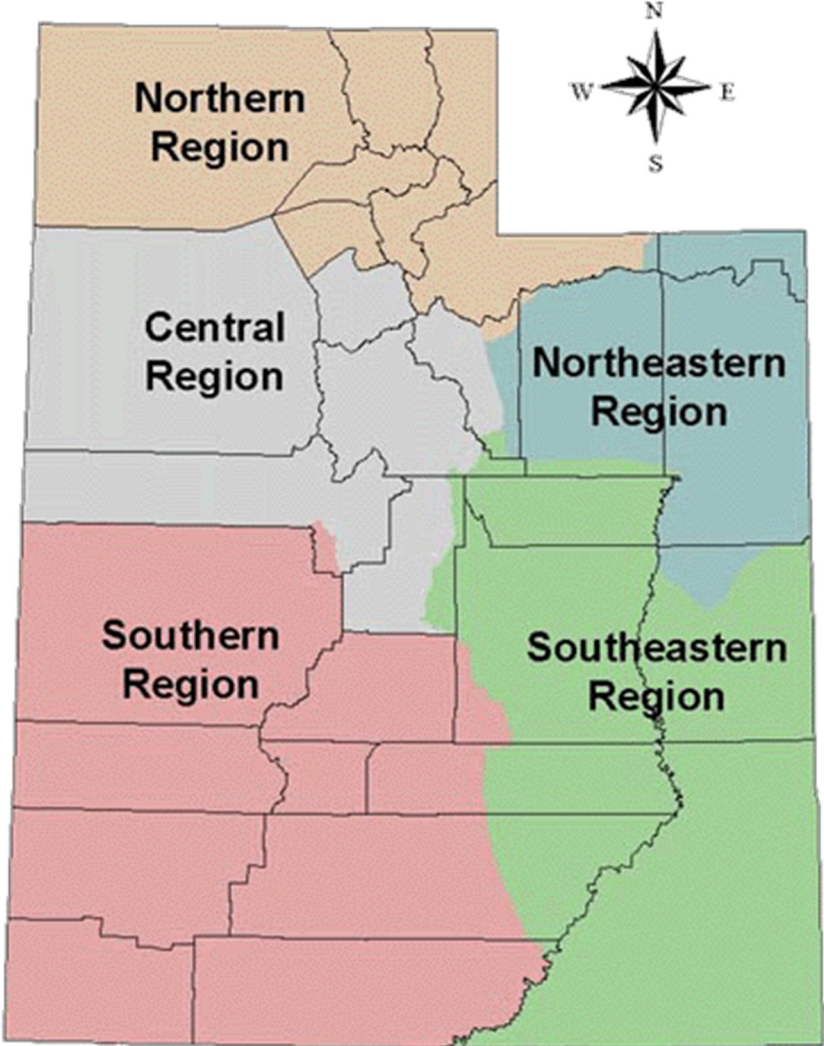 N
W E
S
Northern
Region
Central
Region
Northeastern
Region
Southern
Region
Southeastern
Region